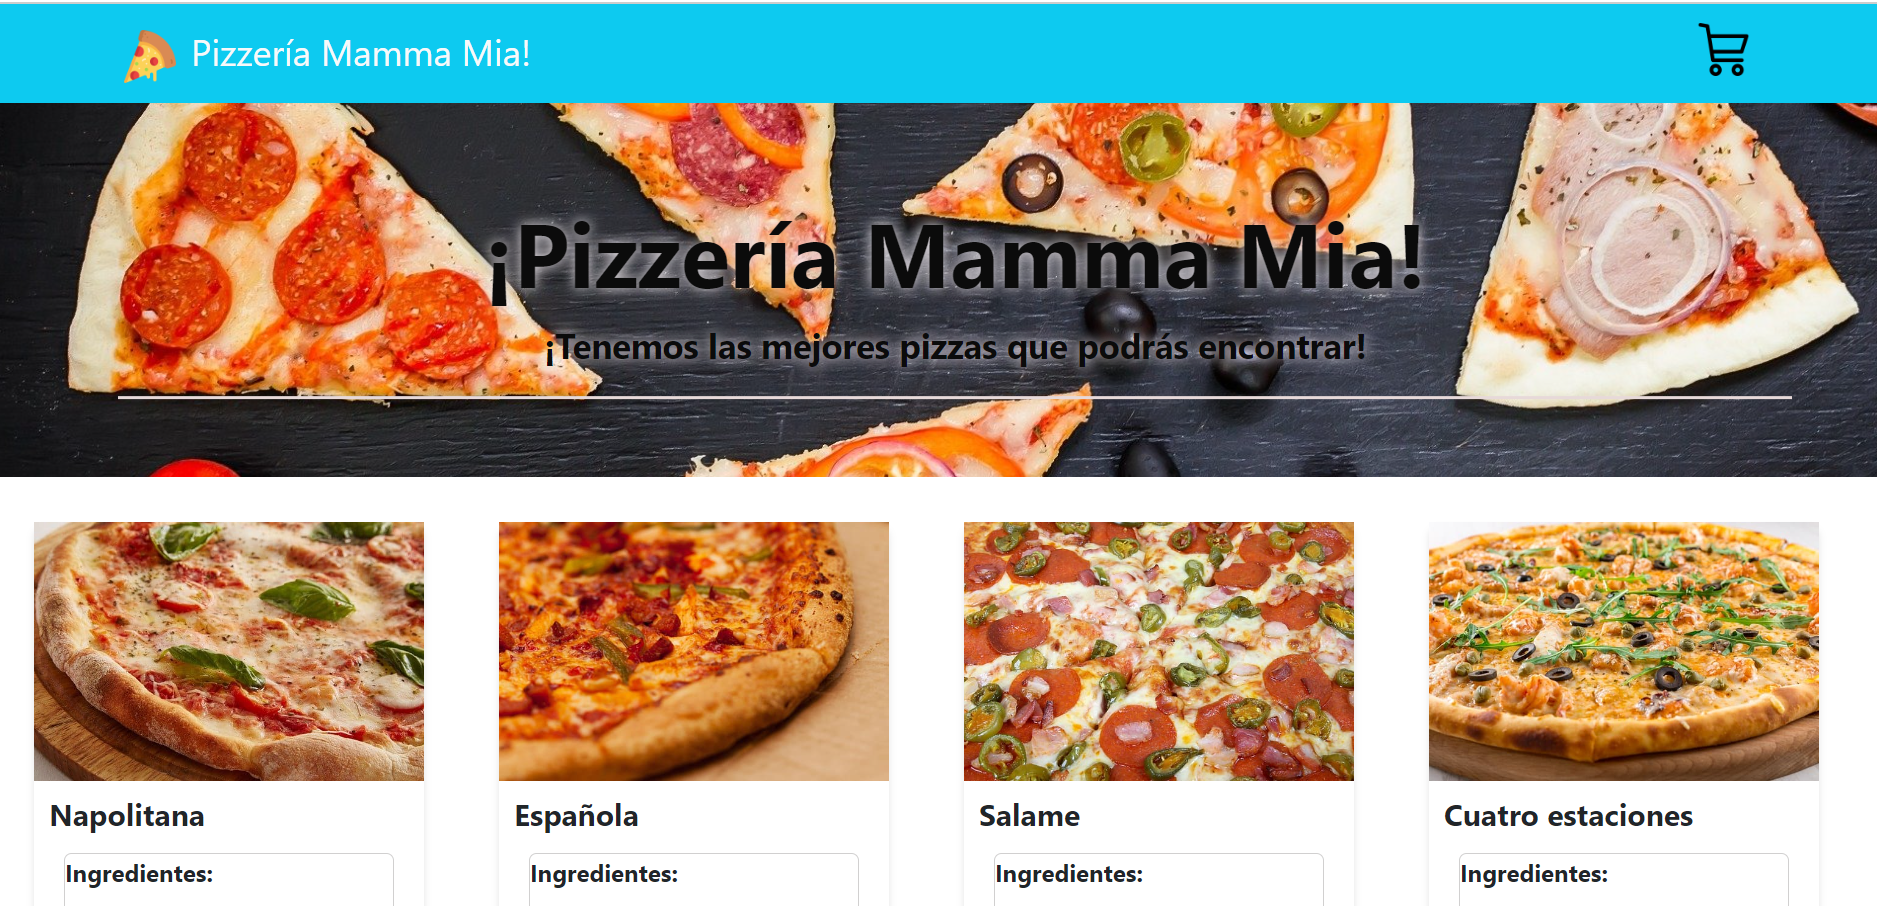 Pizzería Mamma Mia!
¡Pizzería Mamma Mia!
¡Tenemos las mejores pizzas que podrás encontrar!
Napolitana
Española
Salame
Cuatro estaciones
Ingredientes:
Ingredientes:
Ingredientes:
Ingredientes: